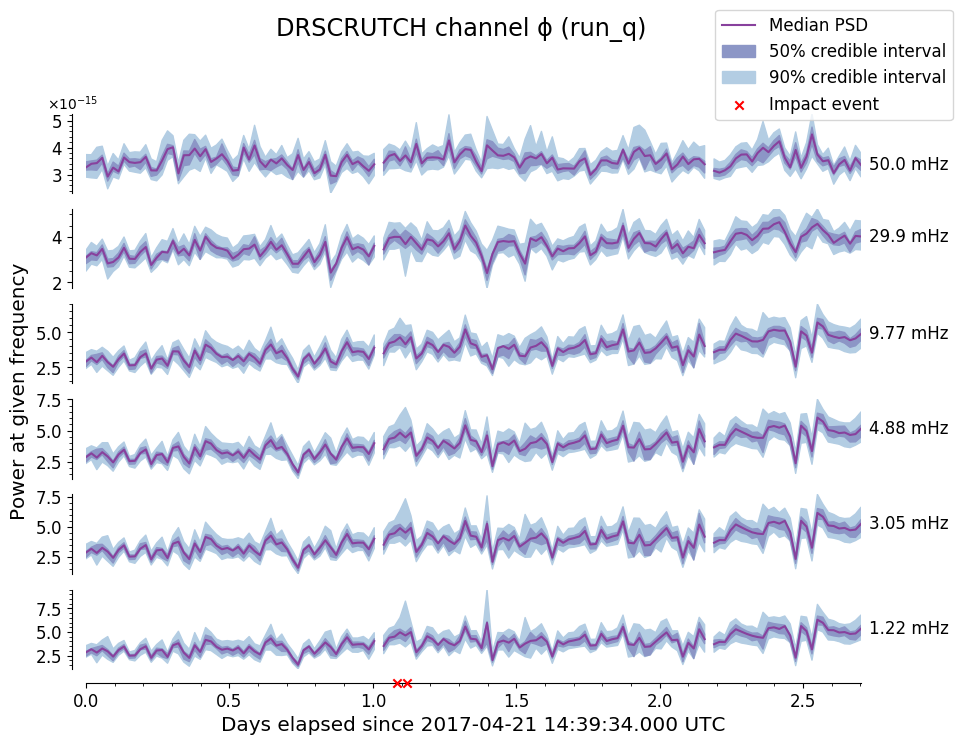 DRSCRUTCH channel ϕ (run_q)
Median PSD
50% credible interval
90% credible interval
Impact event
×10⁻¹⁵
5
4
3
50.0 mHz
4
2
29.9 mHz
5.0
2.5
9.77 mHz
7.5
5.0
2.5
4.88 mHz
7.5
5.0
2.5
3.05 mHz
7.5
5.0
2.5
1.22 mHz
Power at given frequency
0.0 0.5 1.0 1.5 2.0 2.5
Days elapsed since 2017-04-21 14:39:34.000 UTC